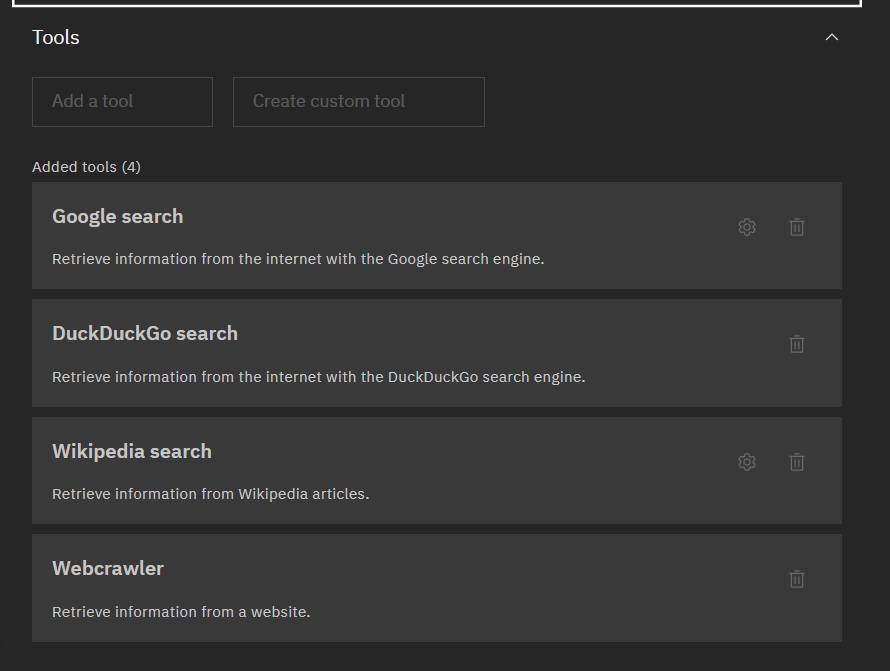 Tools
Add a tool
Create custom tool
Added tools (4)
Google search
Retrieve information from the internet with the Google search engine.
DuckDuckGo search
Retrieve information from the internet with the DuckDuckGo search engine.
Wikipedia search
Retrieve information from Wikipedia articles.
Webcrawler
Retrieve information from a website.